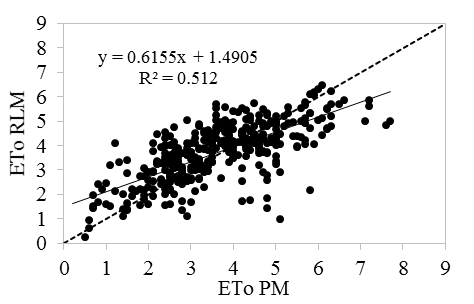 9
8
7
6
5
4
3
2
1
0
ETo RLM
y = 0.6155x + 1.4905
R² = 0.512
0 1 2 3 4 5 6 7 8 9
ETo PM